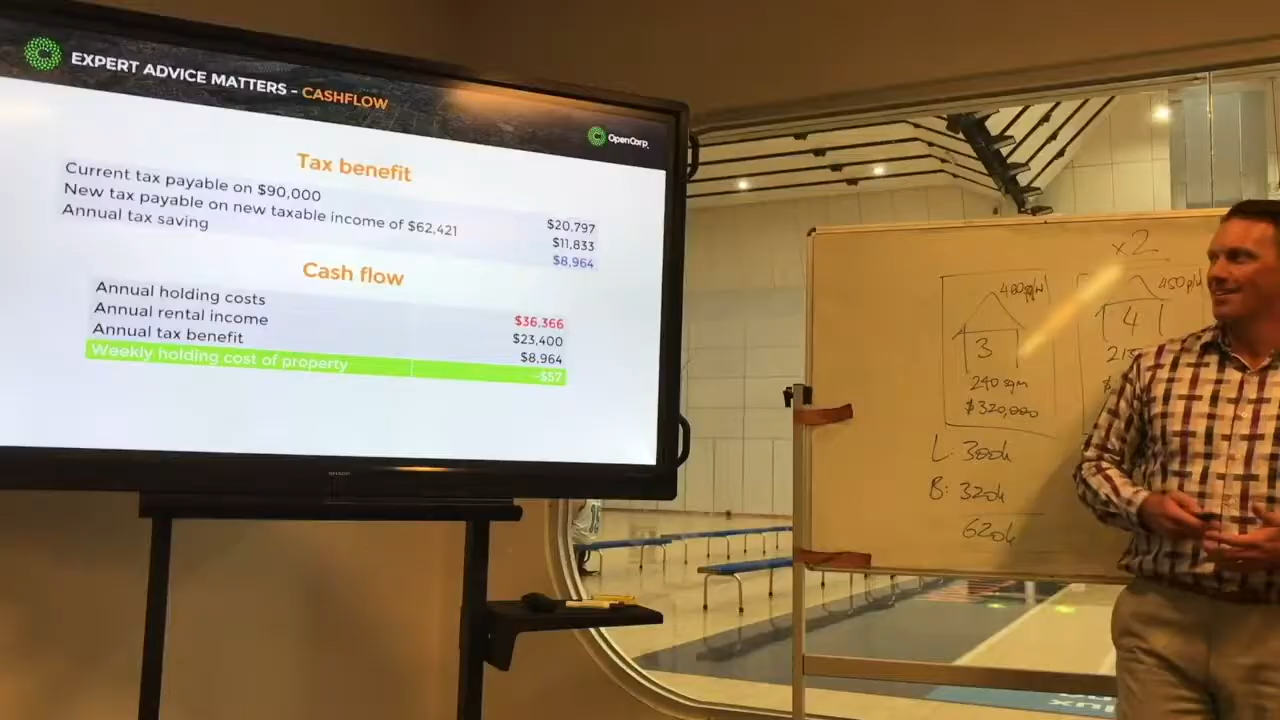 EXPERT ADVICE MATTERS – CASHFLOW
OpenCorp
Tax benefit
Current tax payable on $90,000 $20,797
New tax payable on new taxable income of $62,421 $11,833
Annual tax saving $8,964
Cash flow
Annual holding costs $36,366
Annual rental income $23,400
Annual tax benefit $8,964
Weekly holding cost of property -$57
SHARP
x2
3
240 sqm
$320,000
4
L: 300k
B: 320k
620k